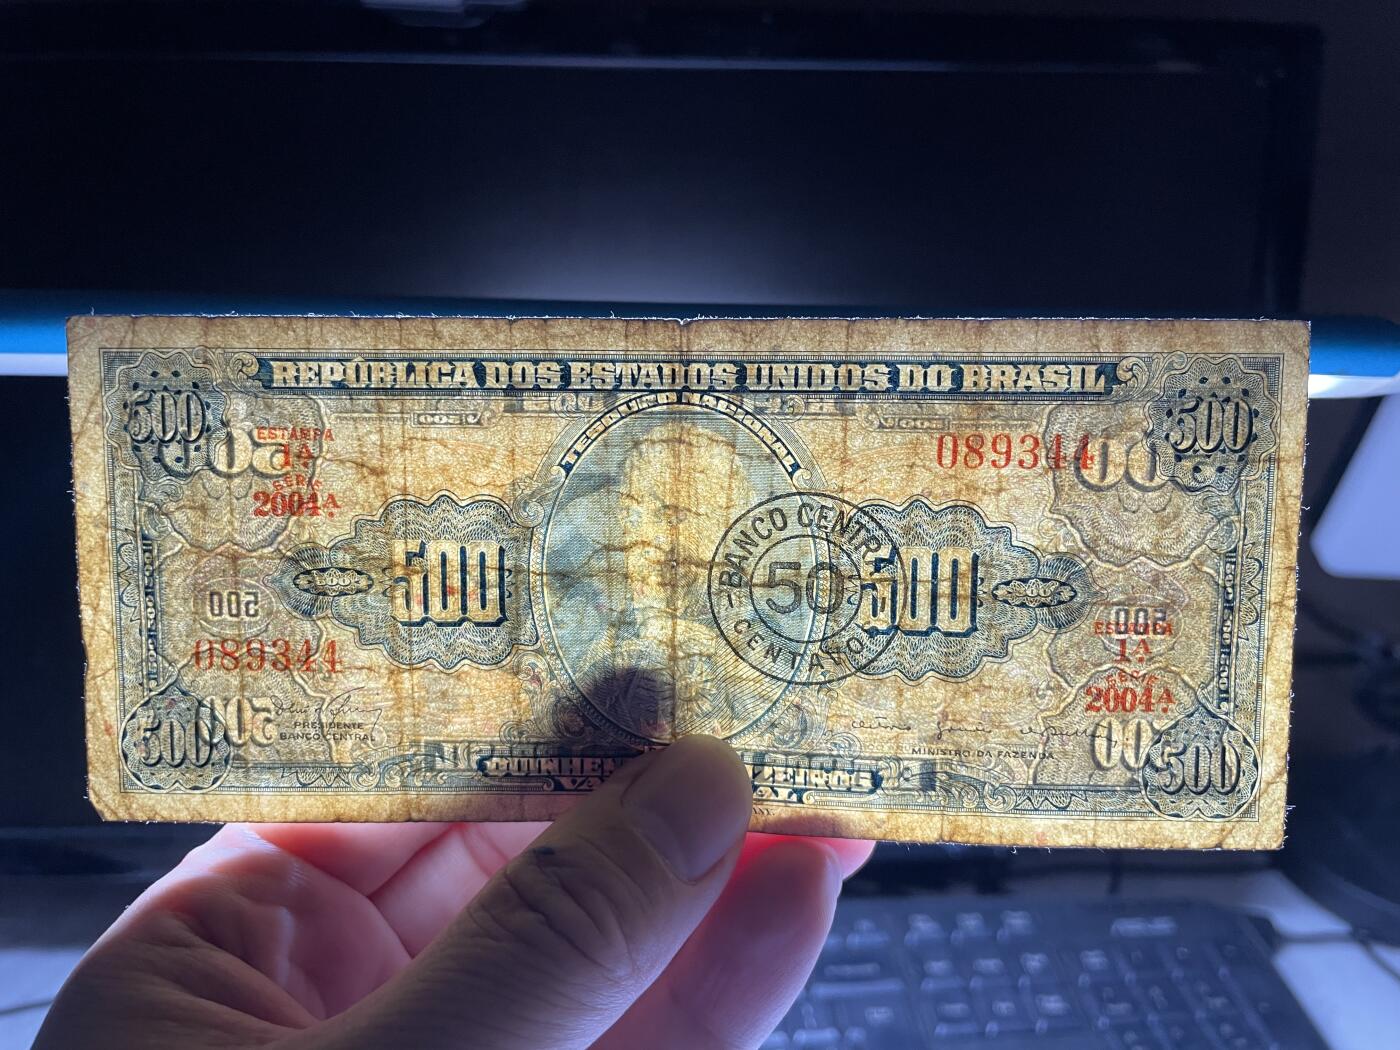 REPÚBLICA DOS ESTADOS UNIDOS DO BRASIL
TESOURO NACIONAL
500
500
ESTAMPA
1A
SÉRIE
2004A
089344
500
500
BANCO CENTRAL
50
CENTAVOS
089344
ESTAMPA
1A
SÉRIE
2004A
PRESIDENTE
BANCO CENTRAL
MINISTRO DA FAZENDA
500
500